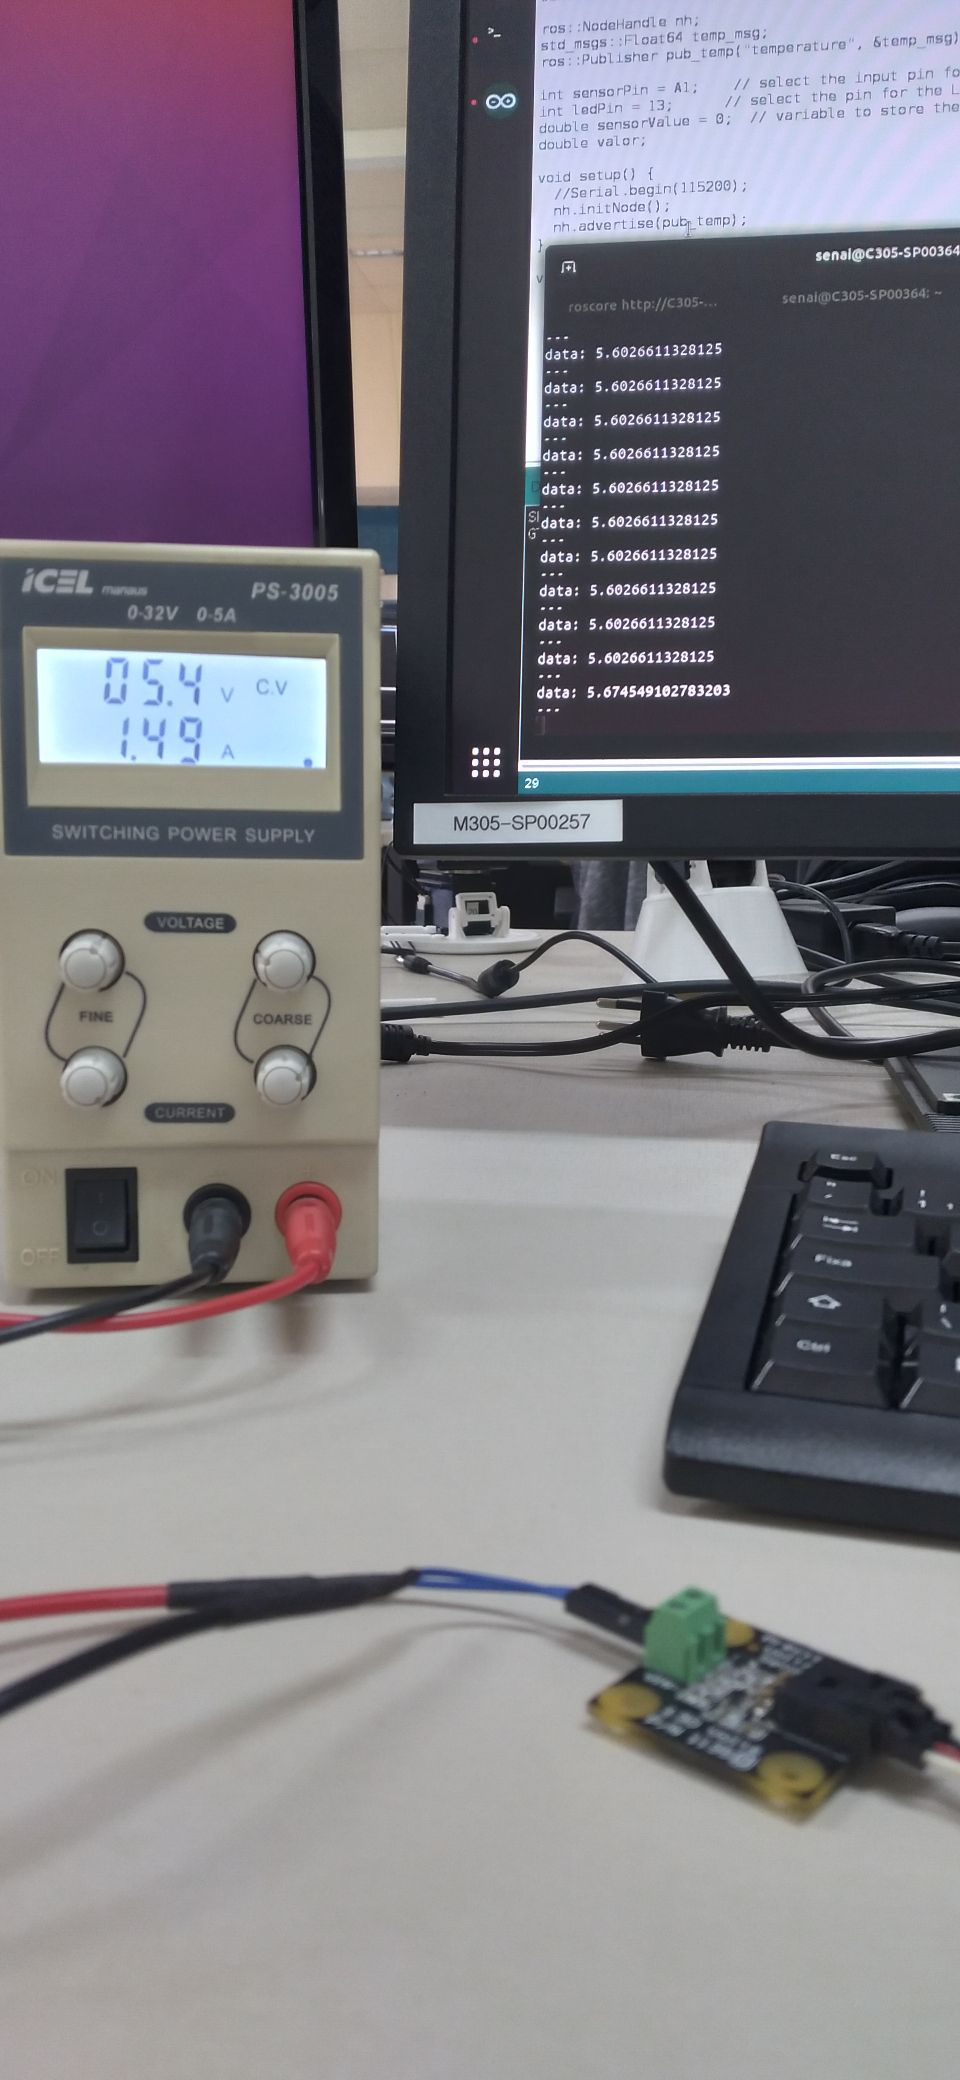 ros::NodeHandle nh;
std_msgs::Float64 temp_msg;
ros::Publisher pub_temp("temperature", &temp_msg)
int sensorPin = A1; // select the input pin fo
int ledPin = 13; // select the pin for the L
double sensorValue = 0; // variable to store the
double valor;
void setup() {
//Serial.begin(115200);
nh.initNode();
nh.advertise(pub_temp);
}
v
senai@C305-SP00364
roscore http://C305-...
senai@C305-SP00364: ~
---
data: 5.6026611328125
---
data: 5.6026611328125
---
data: 5.6026611328125
---
data: 5.6026611328125
---
data: 5.6026611328125
---
data: 5.6026611328125
---
data: 5.6026611328125
---
data: 5.6026611328125
---
data: 5.6026611328125
---
data: 5.6026611328125
---
data: 5.674549102783203
---
29
M305-SP00257
iCEL manaus PS-3005
0-32V 0-5A
05.4 V C.V
1.49 A
SWITCHING POWER SUPPLY
VOLTAGE
FINE
COARSE
CURRENT
ON
OFF
Esc
Fixa
Ctrl